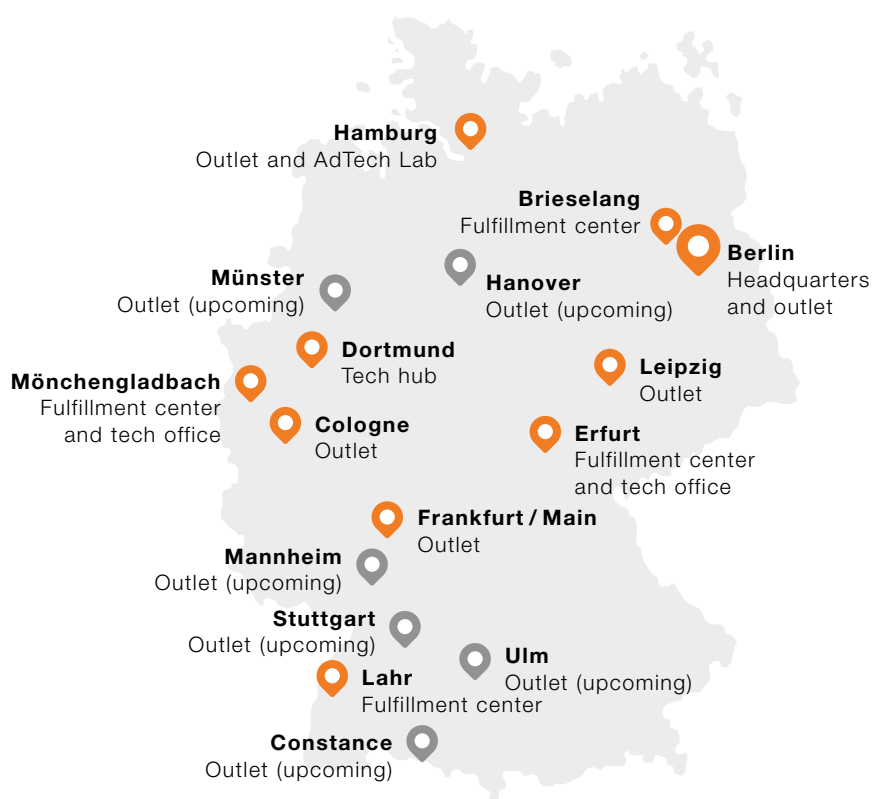 Hamburg
Outlet and AdTech Lab
Brieselang
Fulfillment center
Berlin
Headquarters
and outlet
Münster
Outlet (upcoming)
Hanover
Outlet (upcoming)
Dortmund
Tech hub
Leipzig
Outlet
Mönchengladbach
Fulfillment center
and tech office
Cologne
Outlet
Erfurt
Fulfillment center
and tech office
Frankfurt / Main
Outlet
Mannheim
Outlet (upcoming)
Stuttgart
Outlet (upcoming)
Ulm
Outlet (upcoming)
Lahr
Fulfillment center
Constance
Outlet (upcoming)